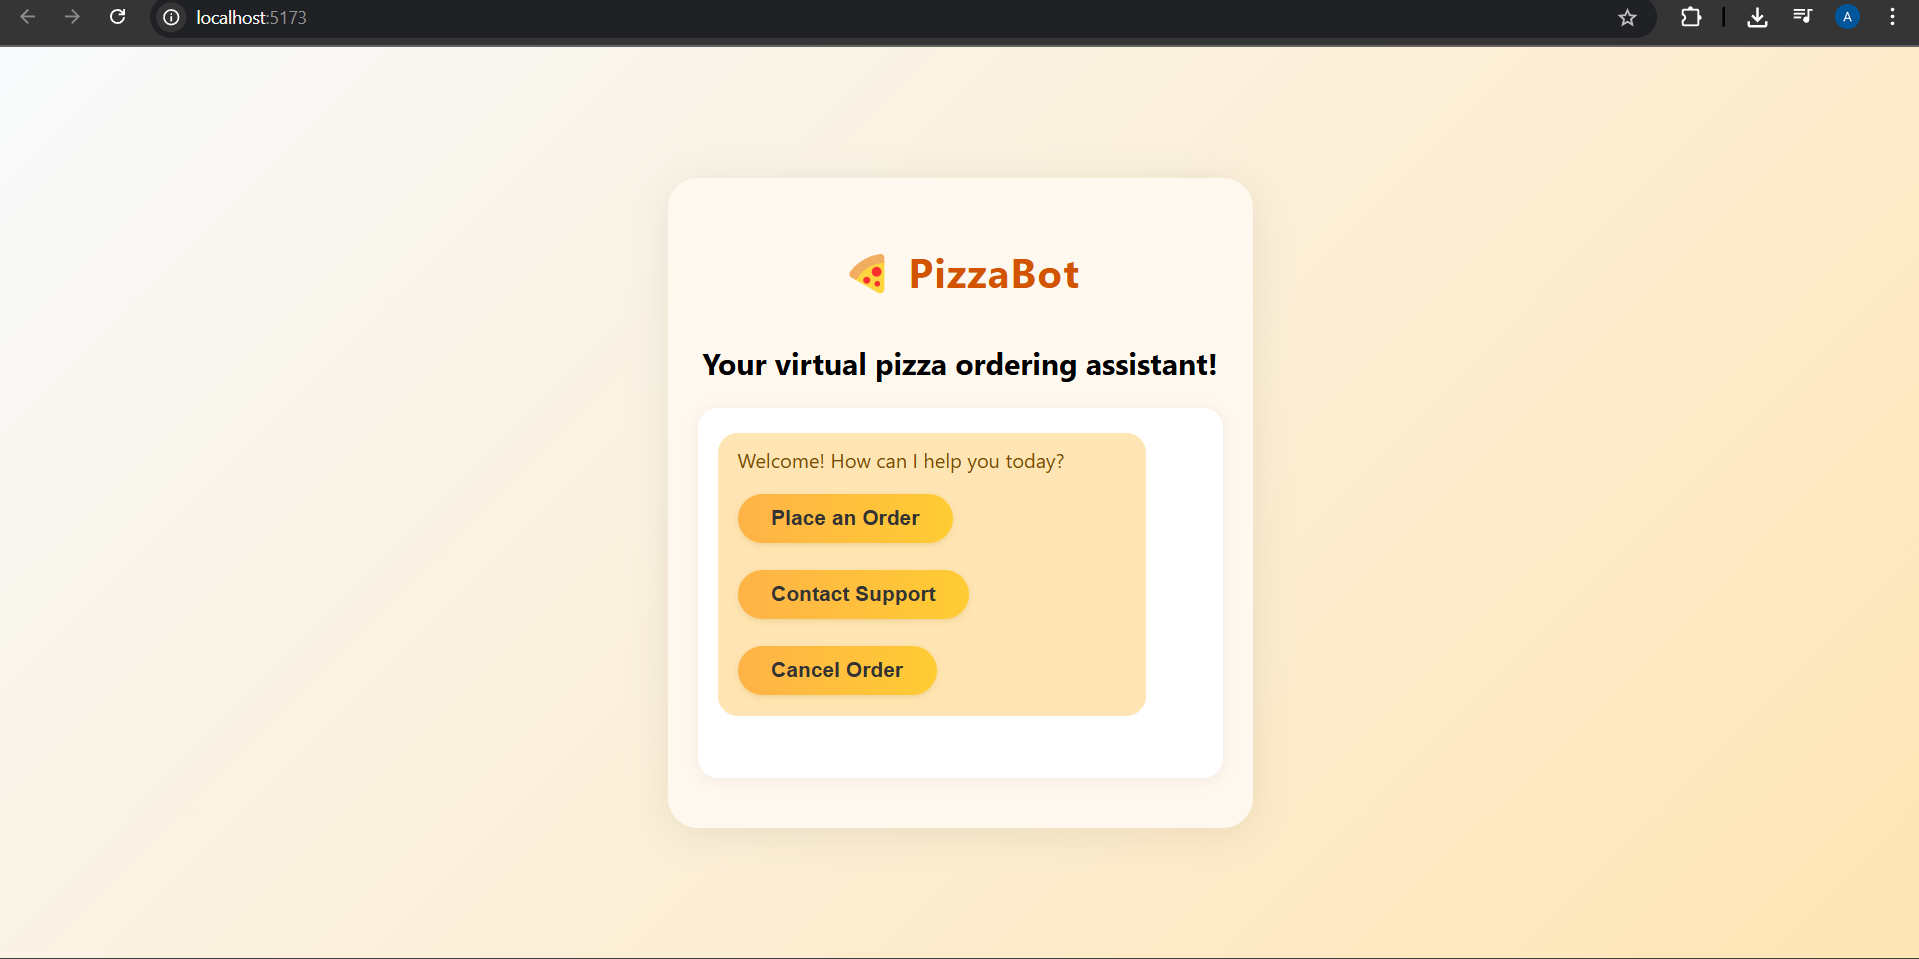 localhost:5173
A
PizzaBot
Your virtual pizza ordering assistant!
Welcome! How can I help you today?
Place an Order
Contact Support
Cancel Order